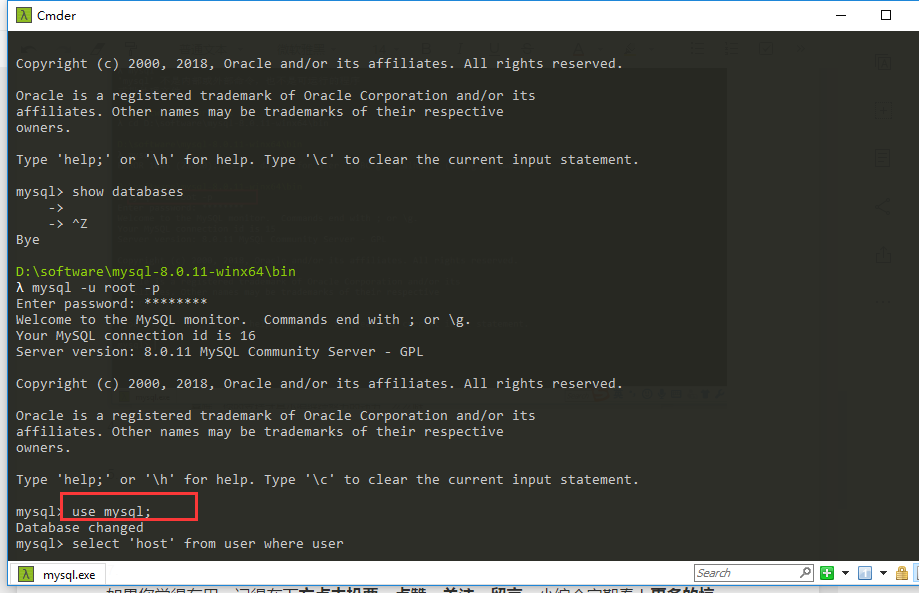 Cmder
Copyright (c) 2000, 2018, Oracle and/or its affiliates. All rights reserved.
Oracle is a registered trademark of Oracle Corporation and/or its
affiliates. Other names may be trademarks of their respective
owners.
Type 'help;' or '\h' for help. Type '\c' to clear the current input statement.
mysql> show databases
->
-> ^Z
Bye
D:\software\mysql-8.0.11-winx64\bin
λ mysql -u root -p
Enter password: ********
Welcome to the MySQL monitor.  Commands end with ; or \g.
Your MySQL connection id is 16
Server version: 8.0.11 MySQL Community Server - GPL
Copyright (c) 2000, 2018, Oracle and/or its affiliates. All rights reserved.
Oracle is a registered trademark of Oracle Corporation and/or its
affiliates. Other names may be trademarks of their respective
owners.
Type 'help;' or '\h' for help. Type '\c' to clear the current input statement.
mysql> use mysql;
Database changed
mysql> select 'host' from user where user
mysql.exe
Search